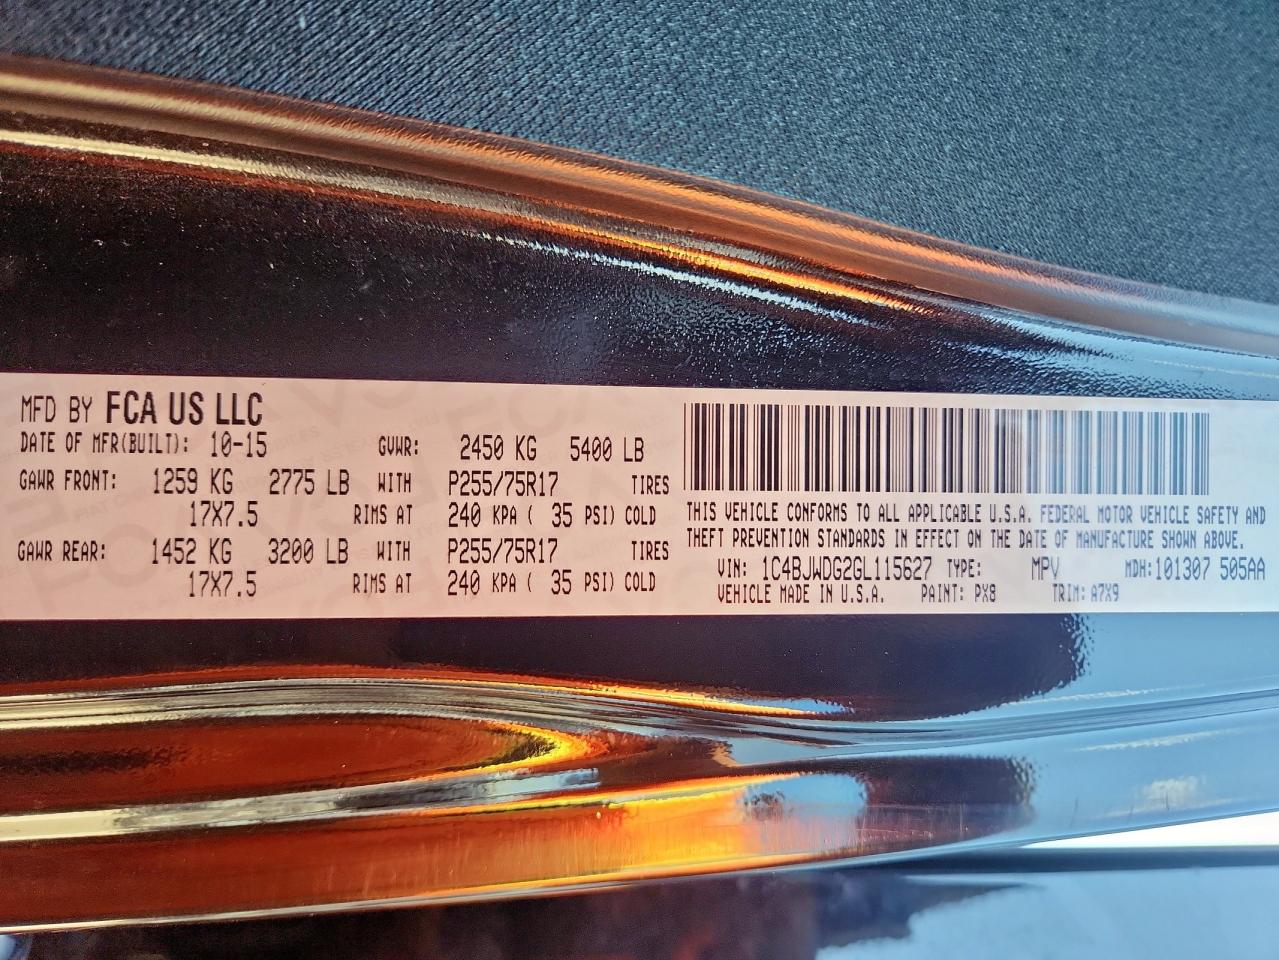 MFD BY FCA US LLC
DATE OF MFR(BUILT): 10-15 GVWR: 2450 KG 5400 LB
GAWR FRONT: 1259 KG 2775 LB WITH P255/75R17 TIRES
17X7.5 RIMS AT 240 KPA ( 35 PSI) COLD
GAWR REAR: 1452 KG 3200 LB WITH P255/75R17 TIRES
17X7.5 RIMS AT 240 KPA ( 35 PSI) COLD
THIS VEHICLE CONFORMS TO ALL APPLICABLE U.S.A. FEDERAL MOTOR VEHICLE SAFETY AND
THEFT PREVENTION STANDARDS IN EFFECT ON THE DATE OF MANUFACTURE SHOWN ABOVE.
VIN: 1C4BJWDG2GL115627 TYPE: MPV MDH:101307 505AA
VEHICLE MADE IN U.S.A. PAINT: PX8 TRIM: A7X9